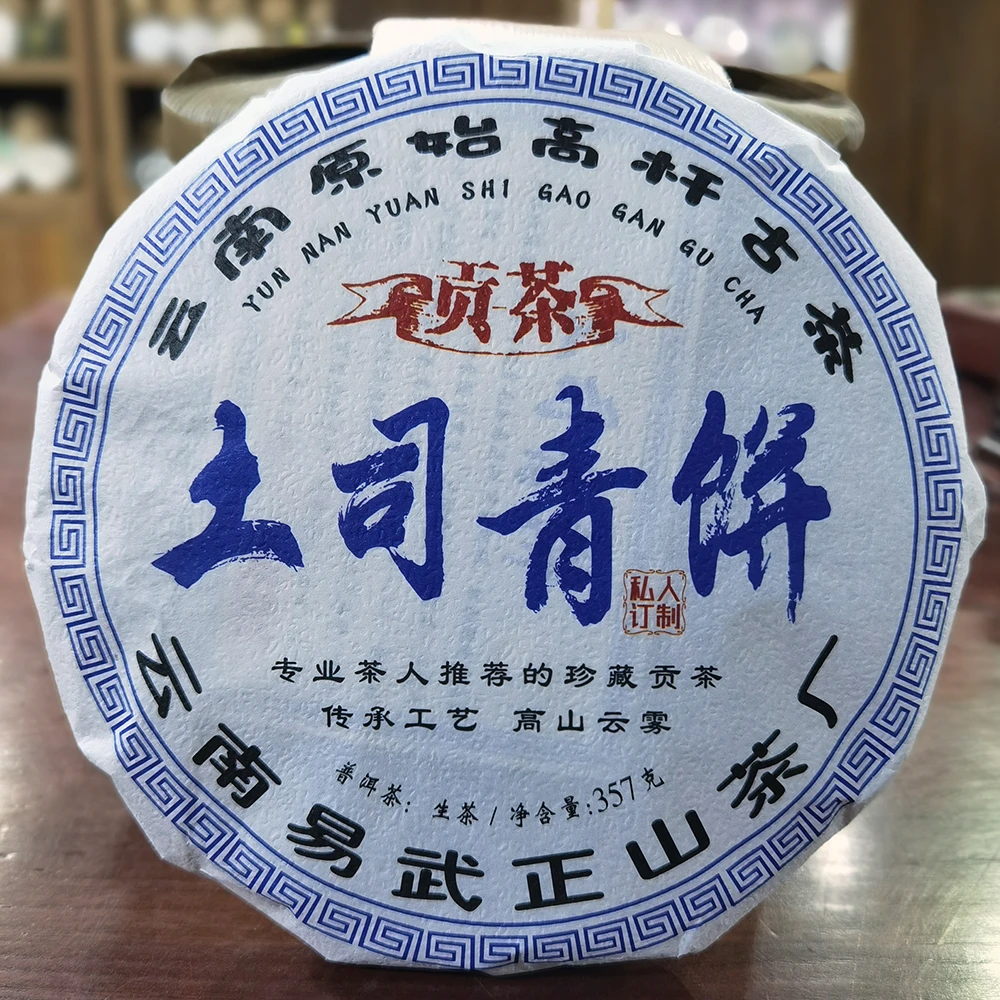 云南原始高杆古茶
YUN NAN YUAN SHI GAO GAN GU CHA
贡茶
土司青饼
私人
订制
专业茶人推荐的珍藏贡茶
传承工艺 高山云雾
普洱茶：生茶/净含量:357克
云南易武正山茶厂